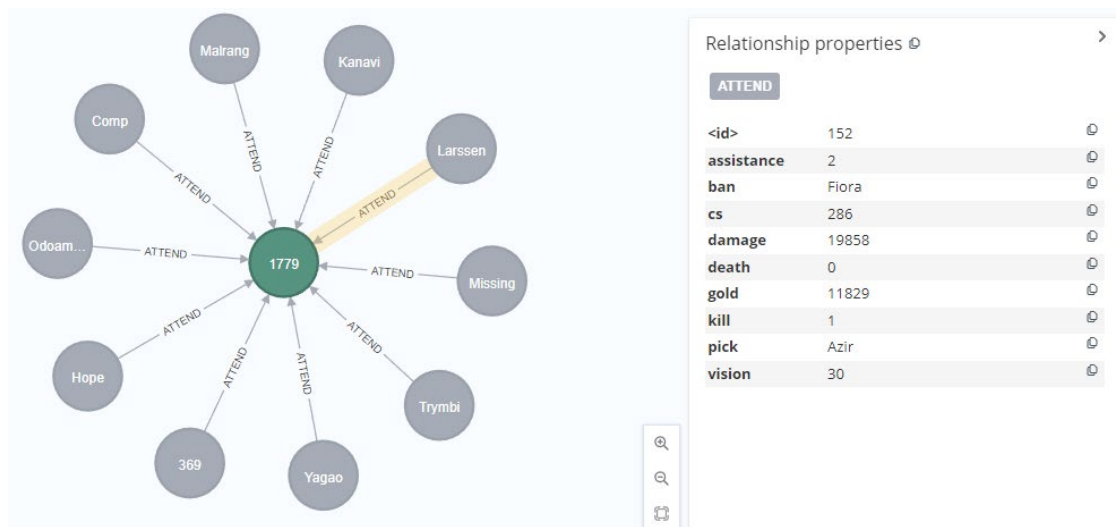 Malrang
Kanavi
Comp
Larssen
Odoam...
1779
Missing
Hope
Trymbi
369
Yagao
ATTEND
ATTEND
ATTEND
ATTEND
ATTEND
ATTEND
ATTEND
ATTEND
ATTEND
ATTEND
Relationship properties
ATTEND
<id> 152
assistance 2
ban Fiora
cs 286
damage 19858
death 0
gold 11829
kill 1
pick Azir
vision 30